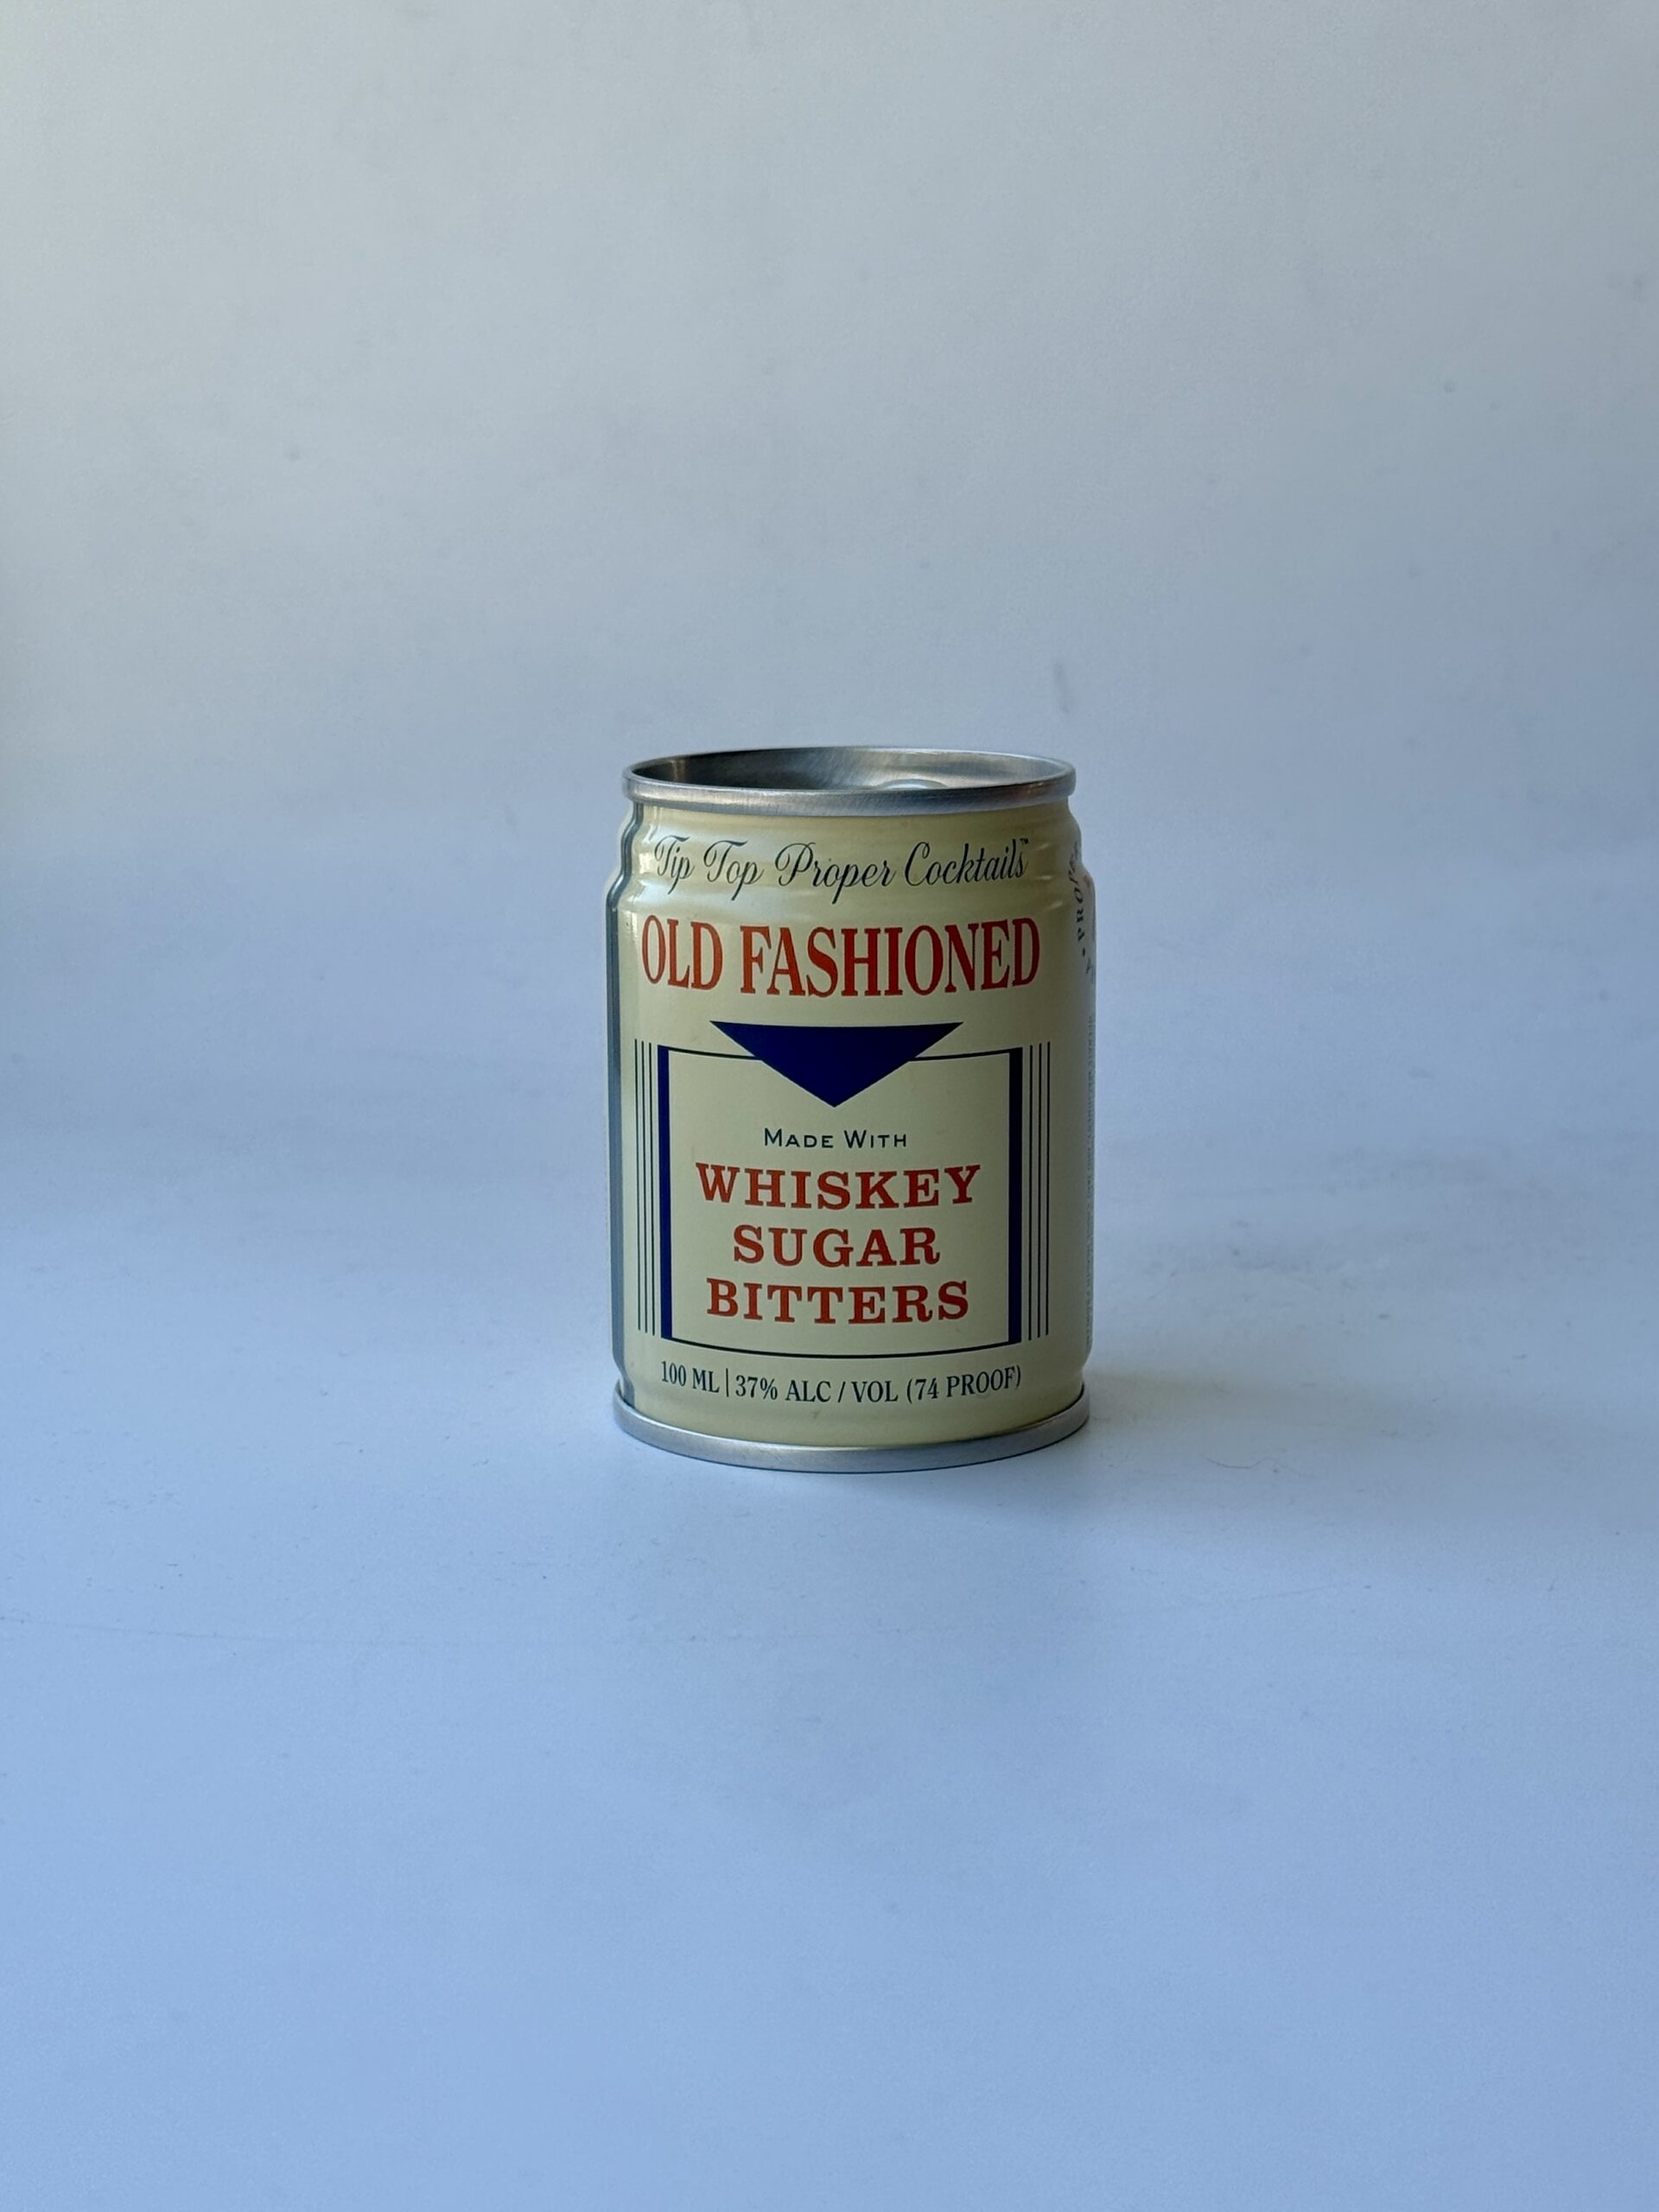 Tip Top Proper Cocktails™
OLD FASHIONED
MADE WITH
WHISKEY
SUGAR
BITTERS
100 ML | 37% ALC / VOL (74 PROOF)